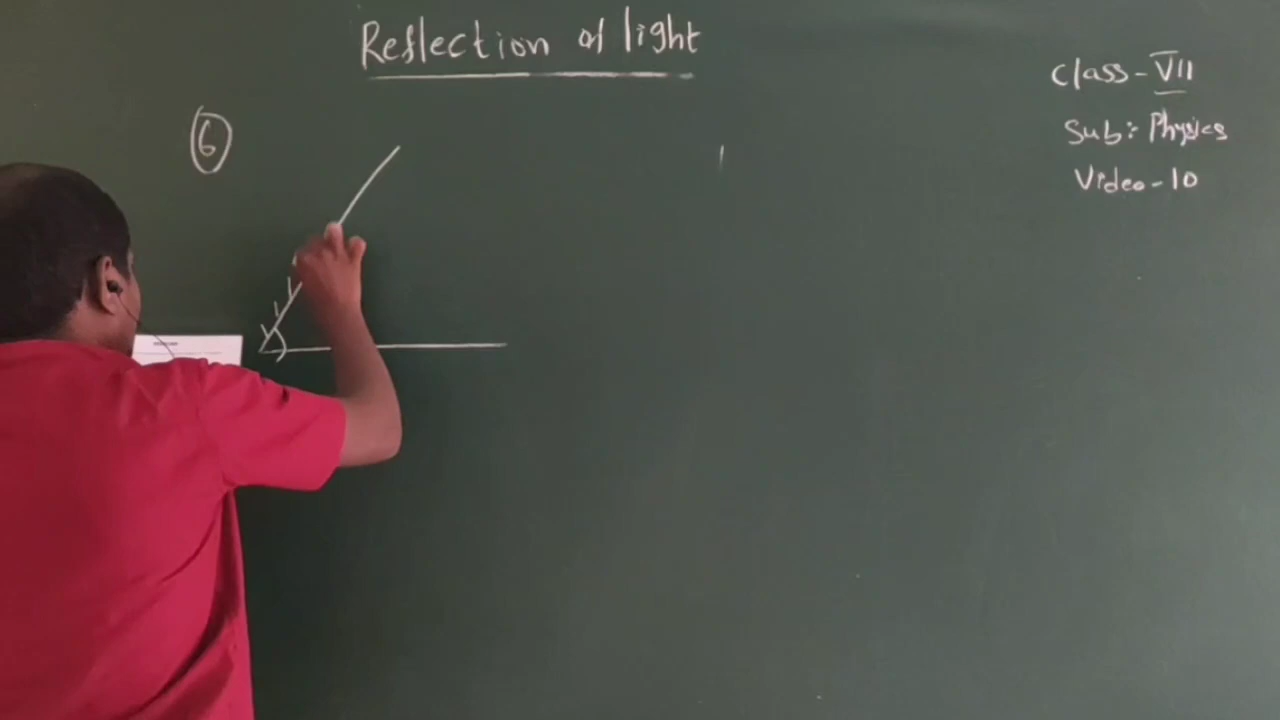 Reflection of light
Class - VII
Sub: Physics
Video - 10
6